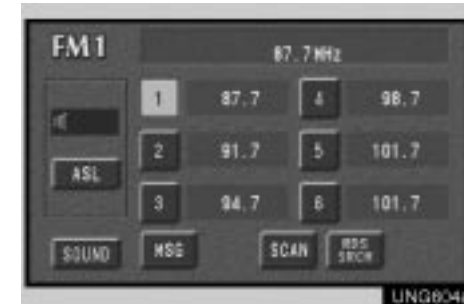 FM1 87.7MHz
1 87.7 4 98.7
2 91.7 5 101.7
ASL
3 94.7 6 101.7
SOUND MSG SCAN RDS SRCH
UNG604